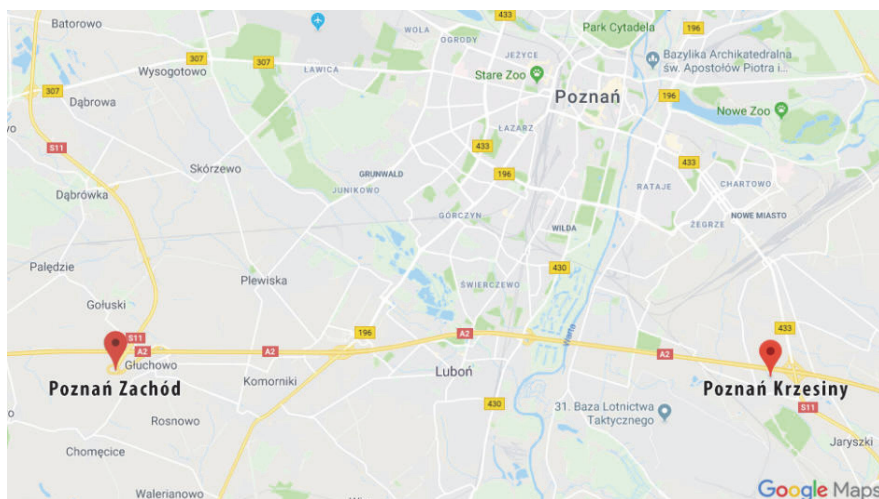 Batorowo
WOLA
OGRODY
Park Cytadela
196
307
Wysogotowo
307
307
ŁAWICA
JEŻYCE
Stare Zoo
Bazylika Archikatedralna
św. Apostołów Piotra i...
307
Dąbrowa
Poznań
196
Nowe Zoo
ŁAZARZ
433
S11
433
Skórzewo
GRUNWALD
196
RATAJE
CHARTOWO
Dąbrówka
JUNIKOWO
GÓRCZYN
NOWE MIASTO
WILDA
ŻEGRZE
Palędzie
Plewiska
430
ŚWIERCZEWO
Gołuski
S11
196
A2
Warta
433
A2
A2
A2
Głuchowo
Luboń
Poznań Zachód
Komorniki
Poznań Krzesiny
430
31. Baza Lotnictwa
Taktycznego
S11
Rosnowo
Chomęcice
Jaryszki
Walerianowo
Google Maps